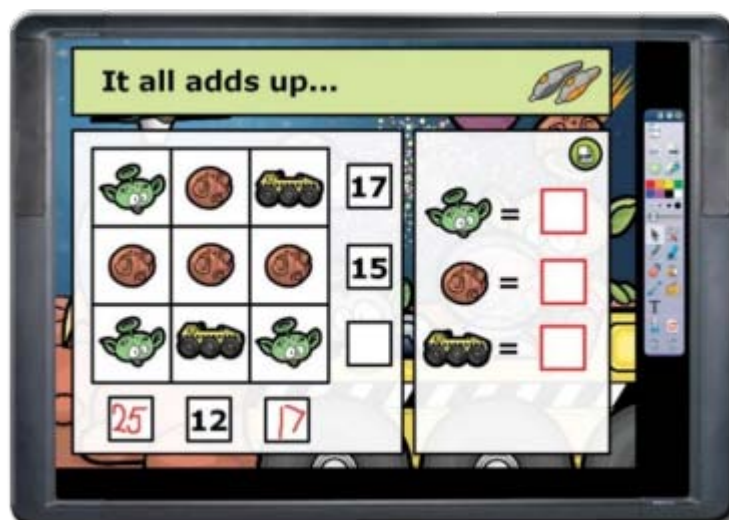 It all adds up...
17
=
15
=
=
25 12 17
T